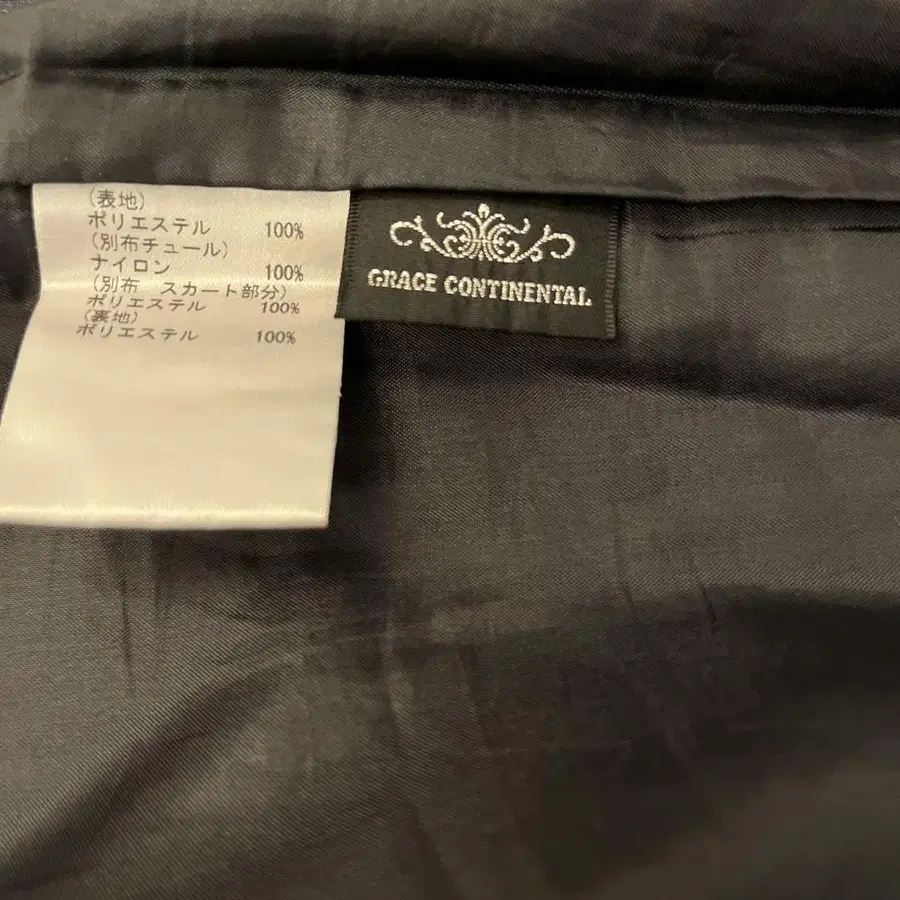 (表地)
ポリエステル 100%
(別布チュール)
ナイロン 100%
(別布 スカート部分)
ポリエステル 100%
(裏地)
ポリエステル 100%
GRACE CONTINENTAL